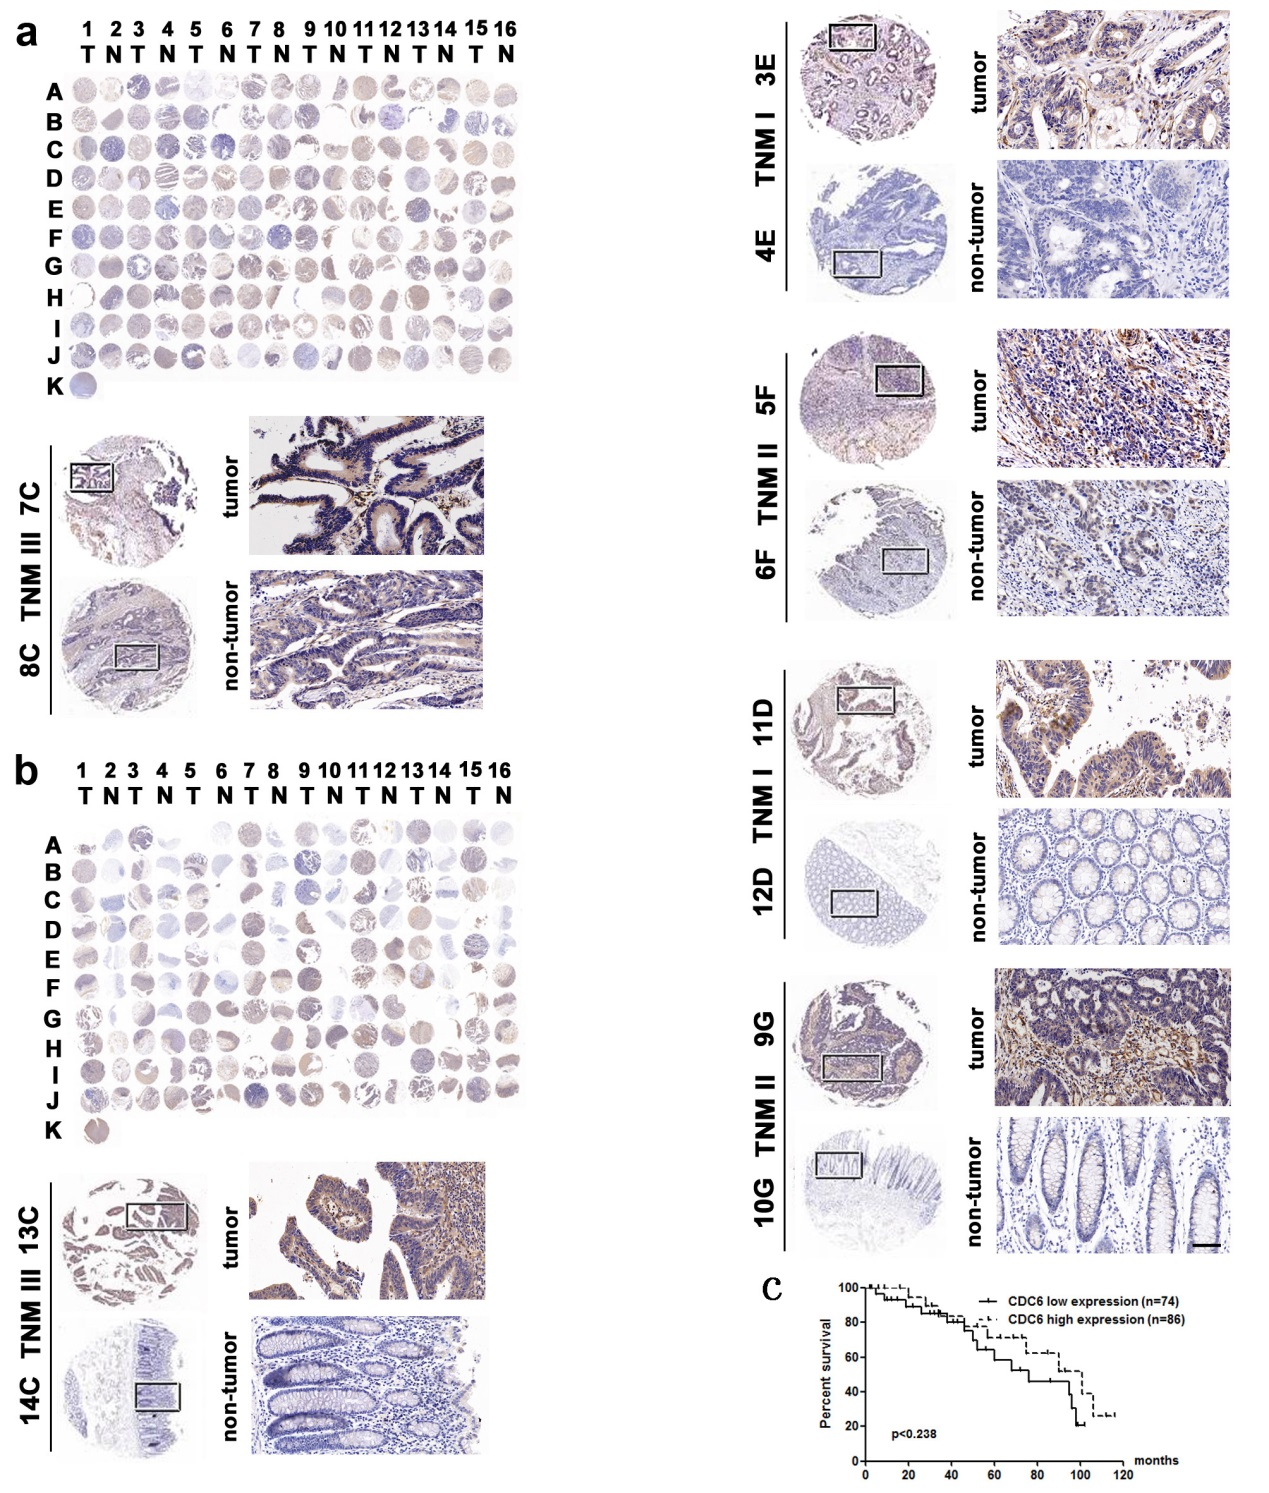 a
1 2 3 4 5 6 7 8 9 10 11 12 13 14 15 16
T N T N T N T N T N T N T N T N
A
B
C
D
E
F
G
H
I
J
K
8C TNM III 7C
tumor
non-tumor
b
1 2 3 4 5 6 7 8 9 10 11 12 13 14 15 16
T N T N T N T N T N T N T N T N
A
B
C
D
E
F
G
H
I
J
K
14C TNM III 13C
tumor
non-tumor
4E TNM I 3E
tumor
non-tumor
6F TNM II 5F
tumor
non-tumor
12D TNM I 11D
tumor
non-tumor
10G TNM II 9G
tumor
non-tumor
c
Percent survival
100
80
60
40
20
0
CDC6 low expression (n=74)
CDC6 high expression (n=86)
p<0.238
0 20 40 60 80 100 120
months